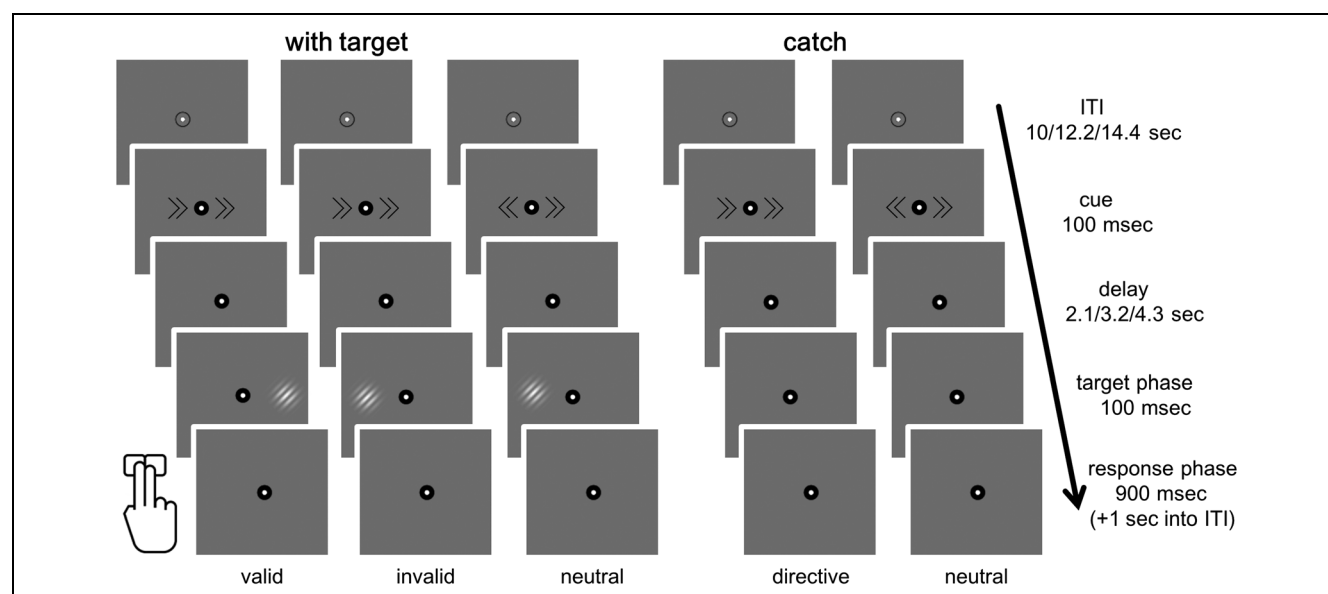 with target
catch
ITI
10/12.2/14.4 sec
cue
100 msec
delay
2.1/3.2/4.3 sec
target phase
100 msec
response phase
900 msec
(+1 sec into ITI)
valid
invalid
neutral
directive
neutral